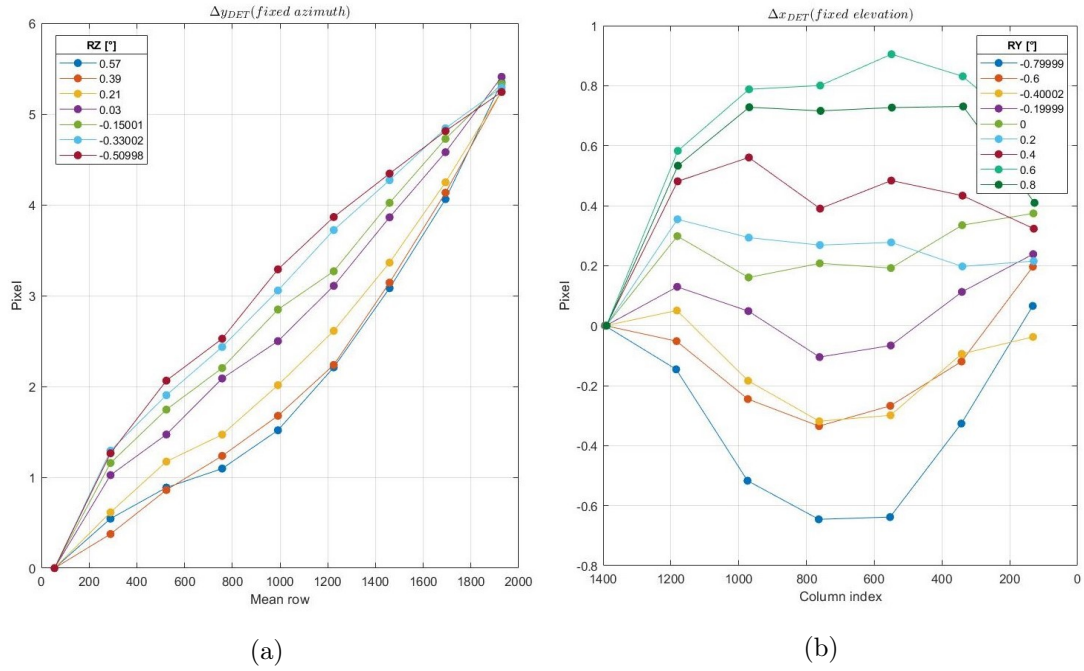 Δy_DET(fixed azimuth)
6
5
4
3
2
1
0
Pixel
RZ [°]
0.57
0.39
0.21
0.03
-0.15001
-0.33002
-0.50998
0 200 400 600 800 1000 1200 1400 1600 1800 2000
Mean row
(a)
Δx_DET(fixed elevation)
1
0.8
0.6
0.4
0.2
0
-0.2
-0.4
-0.6
-0.8
Pixel
RY [°]
-0.79999
-0.6
-0.40002
-0.19999
0
0.2
0.4
0.6
0.8
1400 1200 1000 800 600 400 200 0
Column index
(b)